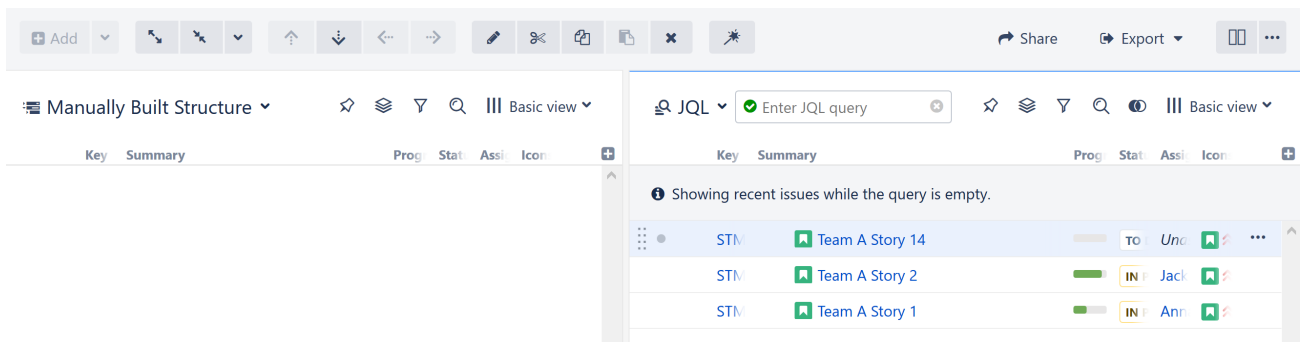 Add Share Export
Manually Built Structure Basic view JQL Enter JQL query Basic view
Key Summary Prog Stat Assi Icon Key Summary Prog Stat Assi Icon
Showing recent issues while the query is empty.
STM Team A Story 14 TO Una
STM Team A Story 2 IN P Jack
STM Team A Story 1 IN P Ann